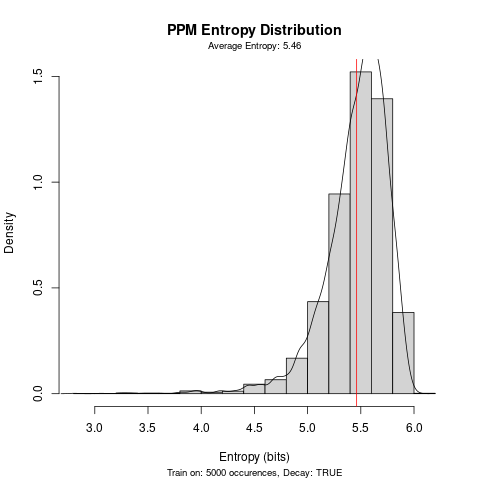 PPM Entropy Distribution
Average Entropy: 5.46
Density
1.5
1.0
0.5
0.0
3.0 3.5 4.0 4.5 5.0 5.5 6.0
Entropy (bits)
Train on: 5000 occurences, Decay: TRUE